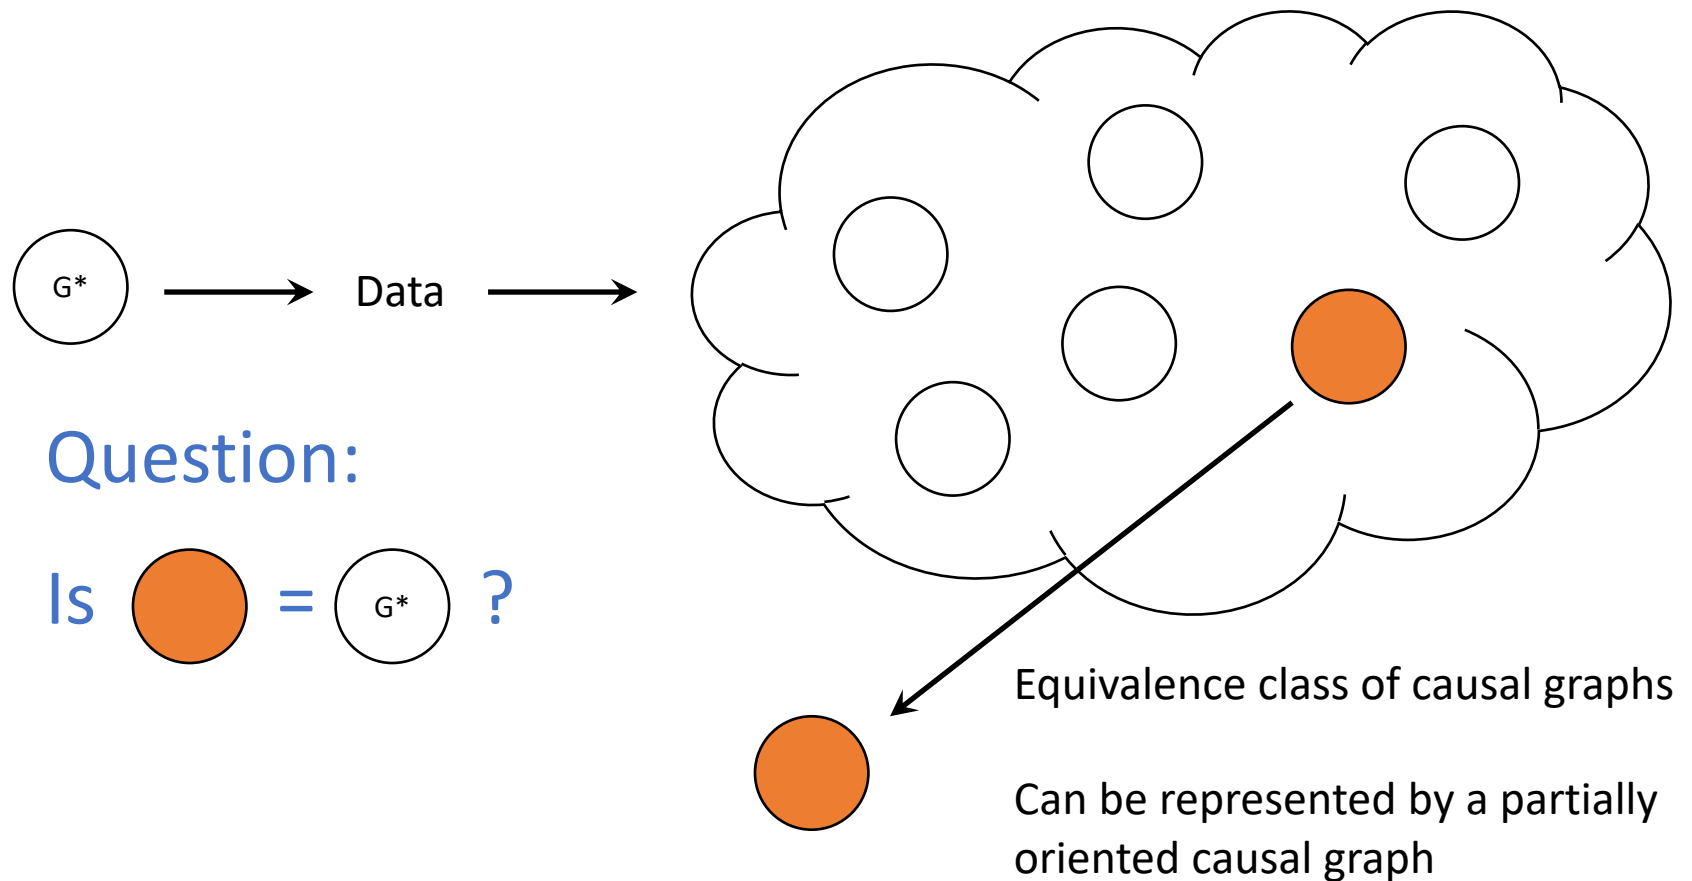 G*
Data
Question:
Is = G* ?
Equivalence class of causal graphs
Can be represented by a partially
oriented causal graph